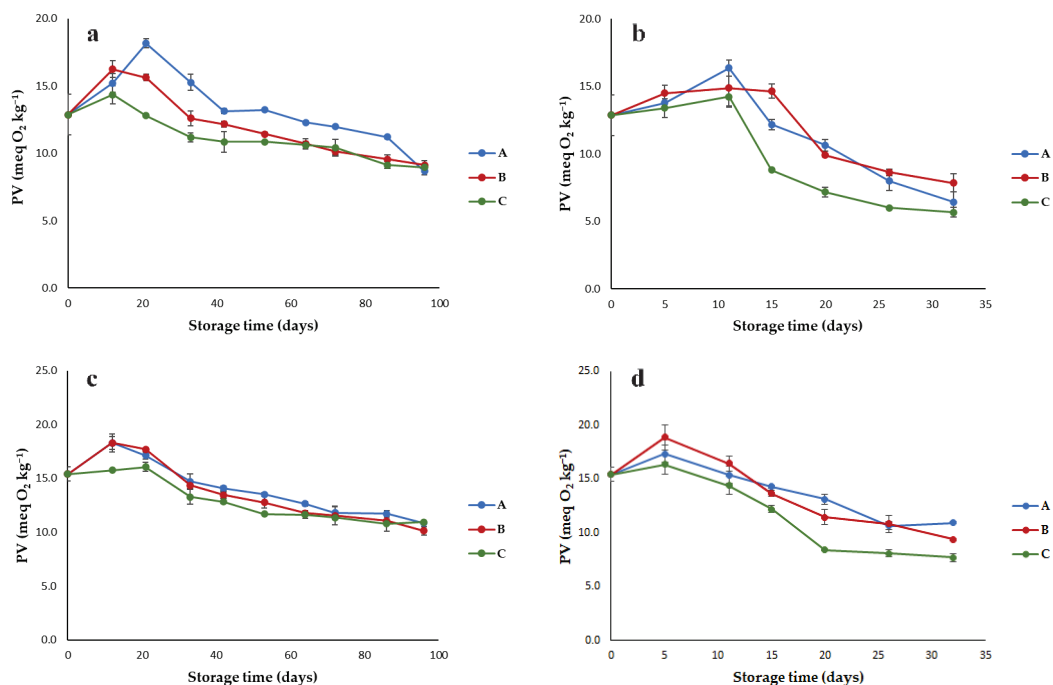 a
PV (meq O₂ kg⁻¹)
20.0
15.0
10.0
5.0
0.0
0 20 40 60 80 100
Storage time (days)
A
B
C
b
PV (meq O₂ kg⁻¹)
20.0
15.0
10.0
5.0
0.0
0 5 10 15 20 25 30 35
Storage time (days)
A
B
C
c
PV (meq O₂ kg⁻¹)
25.0
20.0
15.0
10.0
5.0
0.0
0 20 40 60 80 100
Storage time (days)
A
B
C
d
PV (meq O₂ kg⁻¹)
25.0
20.0
15.0
10.0
5.0
0.0
0 5 10 15 20 25 30 35
Storage time (days)
A
B
C